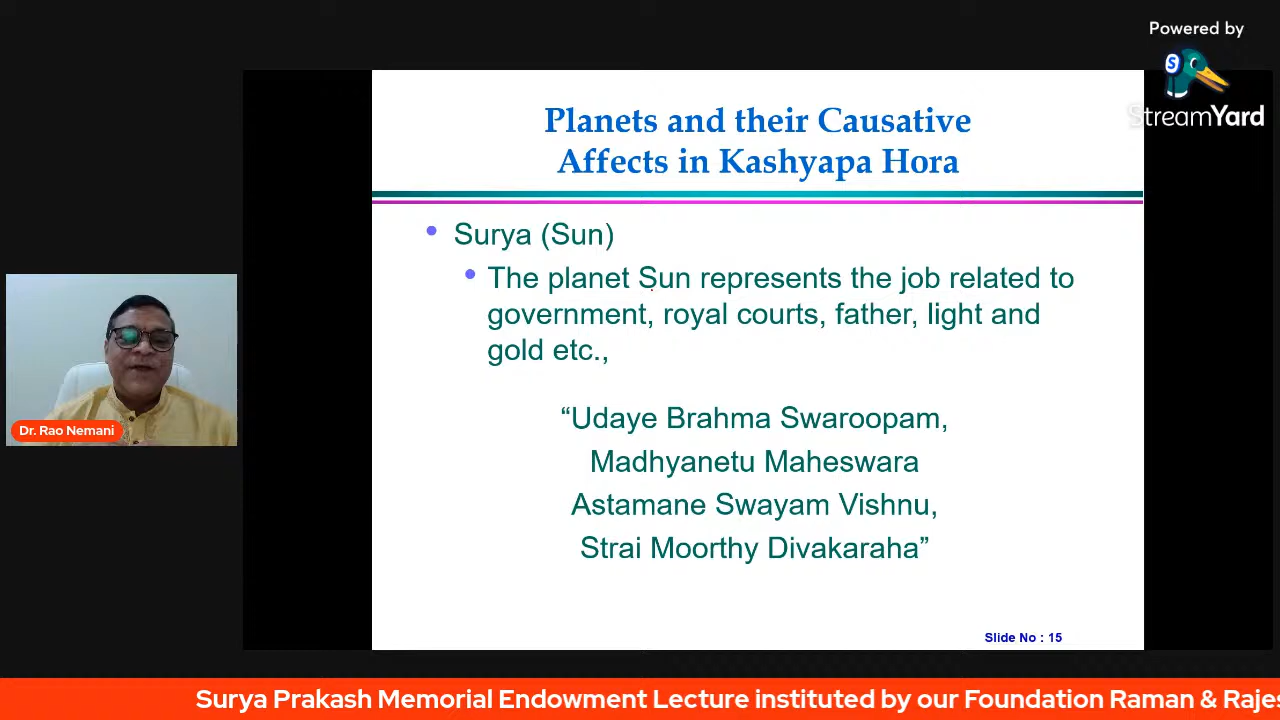 Powered by
StreamYard
Planets and their Causative
Affects in Kashyapa Hora
Surya (Sun)
The planet Sun represents the job related to
government, royal courts, father, light and
gold etc.,
“Udaye Brahma Swaroopam,
Madhyanetu Maheswara
Astamane Swayam Vishnu,
Strai Moorthy Divakaraha”
Slide No : 15
Dr. Rao Nemani
Surya Prakash Memorial Endowment Lecture instituted by our Foundation Raman & Rajes